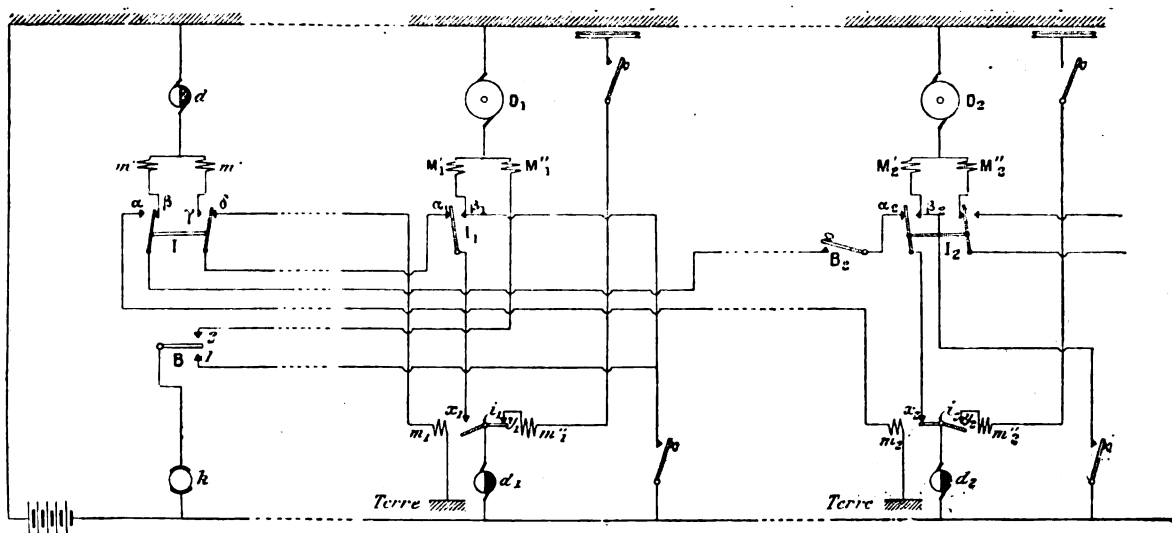 d D₁ D₂
m' m" M'₁ M"₁ M'₂ M"₂
α β γ δ α β₁ α₂ β₂
I I₁ I₂
B₂
2
B 1
x₁ i₁ y₁ x₂ i₂ y₂
m₁ m"₁ m₂ m"₂
k d₁ d₂
Terre Terre